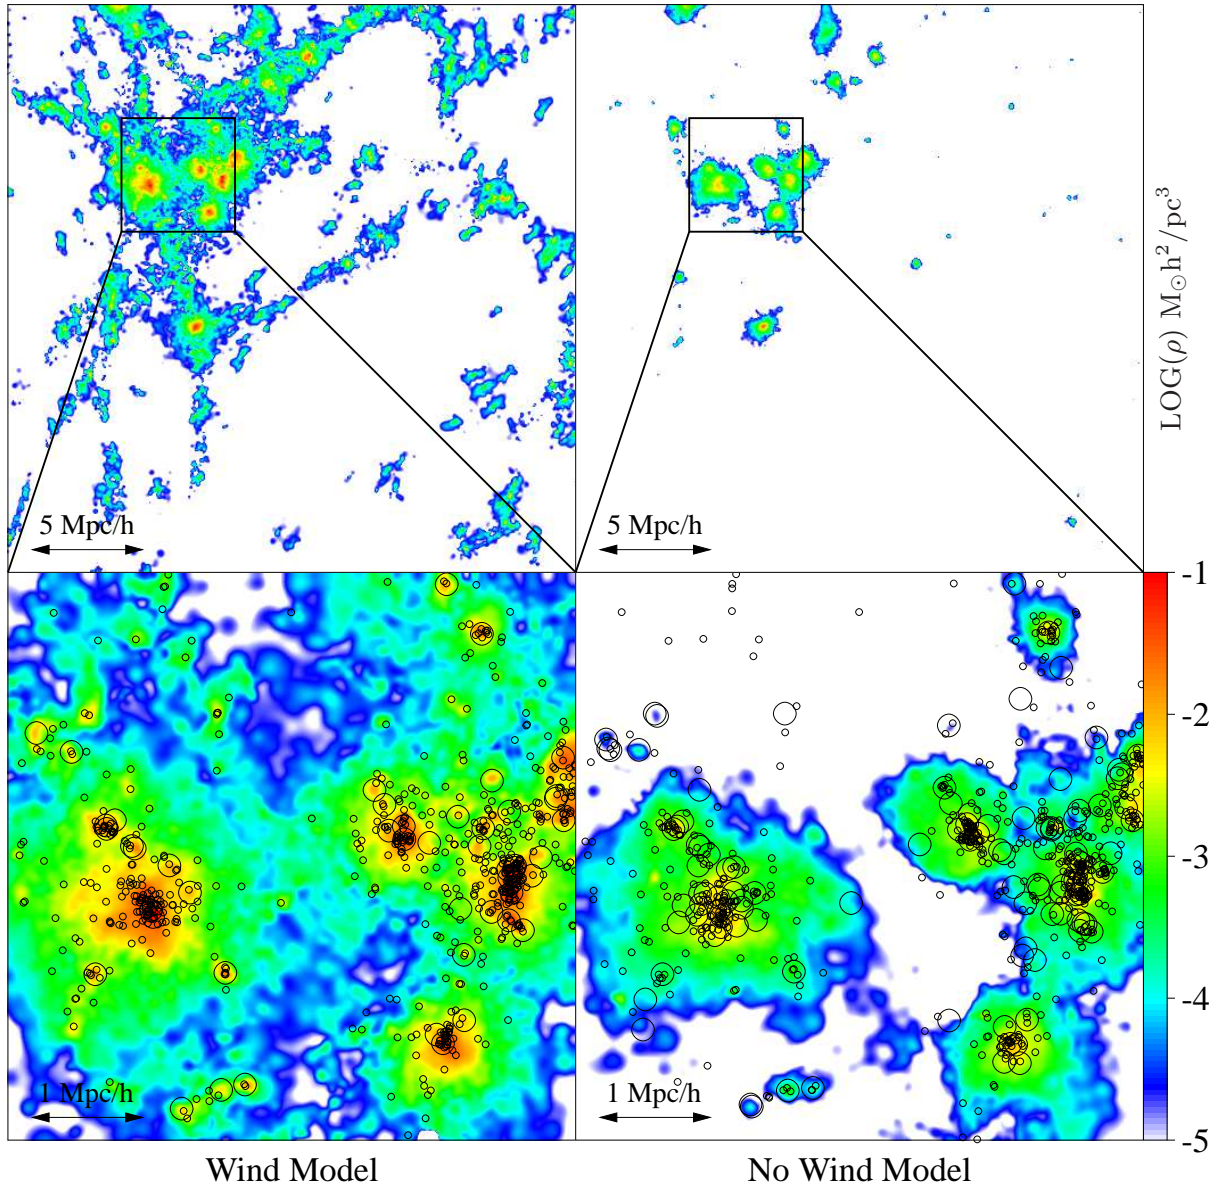 5 Mpc/h
5 Mpc/h
LOG(ρ) M⊙h²/pc³
1 Mpc/h
1 Mpc/h
-1
-2
-3
-4
-5
Wind Model
No Wind Model